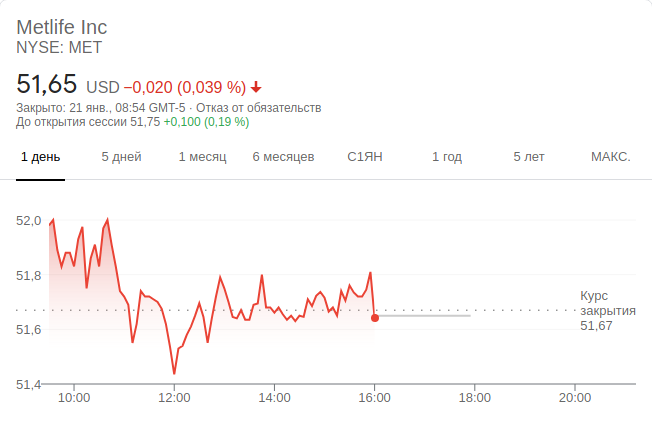 Metlife Inc
NYSE: MET
51,65 USD −0,020 (0,039 %)
Закрыто: 21 янв., 08:54 GMT-5 · Отказ от обязательств
До открытия сессии 51,75 +0,100 (0,19 %)
1 день 5 дней 1 месяц 6 месяцев С1ЯН 1 год 5 лет МАКС.
52,0
51,8
51,6
51,4
Курс
закрытия
51,67
10:00 12:00 14:00 16:00 18:00 20:00